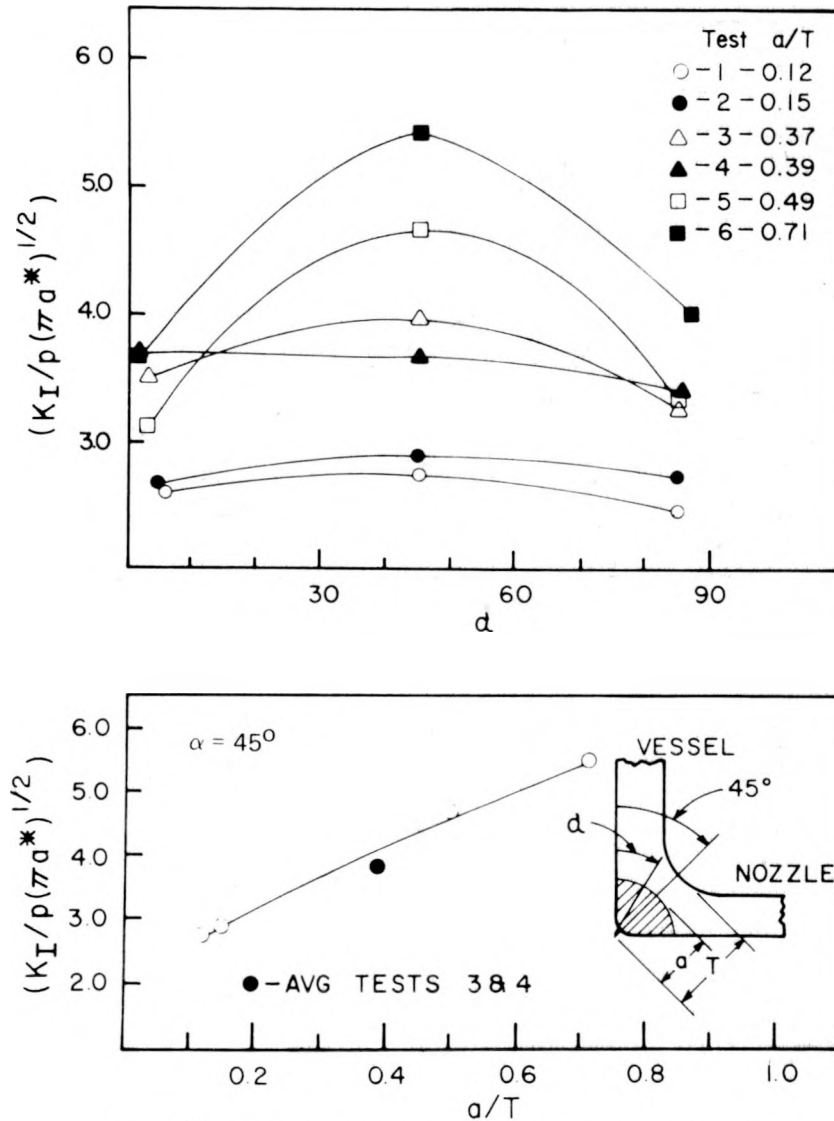 Test a/T
○-1-0.12
●-2-0.15
△-3-0.37
▲-4-0.39
□-5-0.49
■-6-0.71
6.0
5.0
4.0
3.0
(K_I/p(πa*)^1/2)
30
60
90
α
α = 45°
6.0
5.0
4.0
3.0
2.0
(K_I/p(πa*)^1/2)
VESSEL
45°
α
NOZZLE
a
T
●-AVG TESTS 3&4
0.2
0.4
0.6
0.8
1.0
a/T